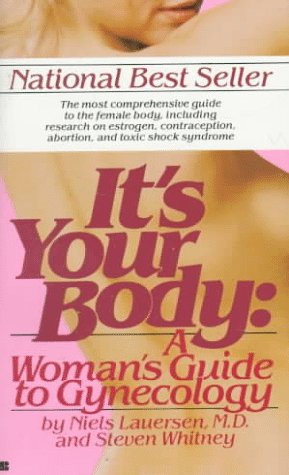 National Best Seller
The most comprehensive guide
to the female body, including
research on estrogen, contraception,
abortion, and toxic shock syndrome
It's
Your
Body:
A
Woman's Guide
to Gynecology
by Niels Lauersen, M.D.
and Steven Whitney